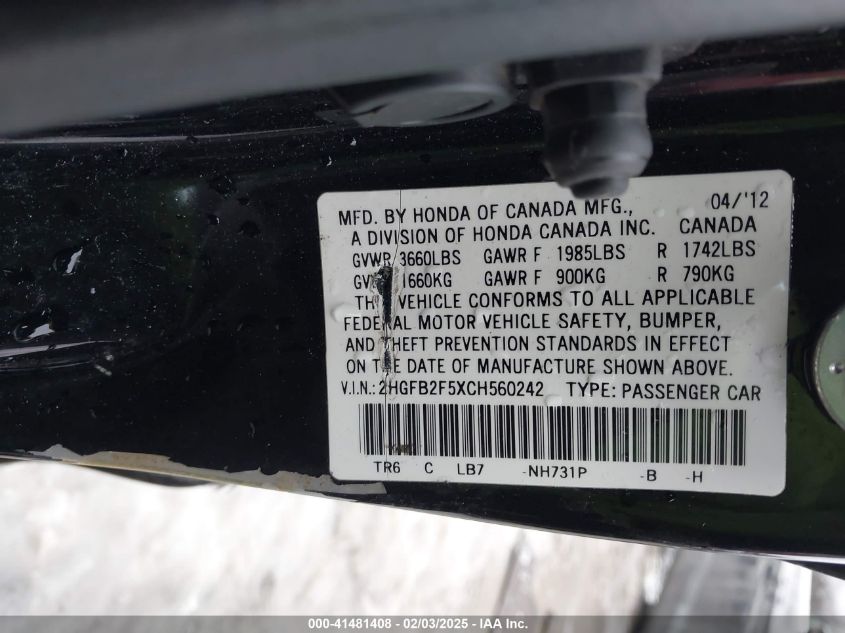 04/'12
MFD. BY HONDA OF CANADA MFG.,
A DIVISION OF HONDA CANADA INC. CANADA
GVWR 3660LBS GAWR F 1985LBS R 1742LBS
GV 1660KG GAWR F 900KG R 790KG
TH VEHICLE CONFORMS TO ALL APPLICABLE
FEDERAL MOTOR VEHICLE SAFETY, BUMPER,
AND THEFT PREVENTION STANDARDS IN EFFECT
ON THE DATE OF MANUFACTURE SHOWN ABOVE.
V.I.N.: 2HGFB2F5XCH560242 TYPE: PASSENGER CAR
TR6 C LB7 -NH731P -B -H
000-41481408 - 02/03/2025 - IAA Inc.